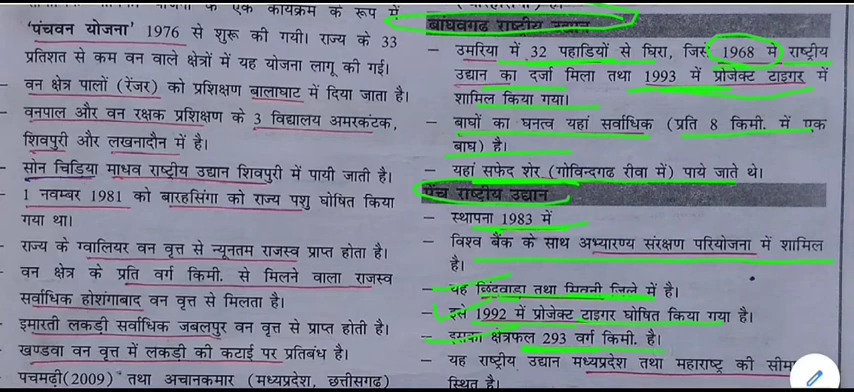 योजना के एक कार्यक्रम के रूप में
'पंचवन योजना' 1976 से शुरू की गयी। राज्य के 33
प्रतिशत से कम वन वाले क्षेत्रों में यह योजना लागू की गई।
वन क्षेत्र पालों (रेंजर) को प्रशिक्षण बालाघाट में दिया जाता है।
वनपाल और वन रक्षक प्रशिक्षण के 3 विद्यालय अमरकंटक,
शिवपुरी और लखनादौन में है।
सोन चिड़िया माधव राष्ट्रीय उद्यान शिवपुरी में पायी जाती है।
1 नवम्बर 1981 को बारहसिंगा को राज्य पशु घोषित किया
गया था।
राज्य के ग्वालियर वन वृत्त से न्यूनतम राजस्व प्राप्त होता है।
वन क्षेत्र के प्रति वर्ग किमी. से मिलने वाला राजस्व
सर्वाधिक होशंगाबाद वन वृत्त से मिलता है।
इमारती लकड़ी सर्वाधिक जबलपुर वन वृत्त से प्राप्त होती है।
खण्डवा वन वृत्त में लकड़ी की कटाई पर प्रतिबंध है।
पचमढ़ी(2009) तथा अचानकमार (मध्यप्रदेश, छत्तीसगढ़)
बांधवगढ़ राष्ट्रीय उद्यान
– उमरिया में 32 पहाडियों से घिरा, जिसे 1968 में राष्ट्रीय
उद्यान का दर्जा मिला तथा 1993 में प्रोजेक्ट टाइगर में
शामिल किया गया।
– बाघों का घनत्व यहां सर्वाधिक (प्रति 8 किमी. में एक
बाघ) है।
– यहां सफेद शेर (गोविन्दगढ रीवा में) पाये जाते थे।
पेंच राष्ट्रीय उद्यान
– स्थापना 1983 में
– विश्व बैंक के साथ अभ्यारण्य संरक्षण परियोजना में शामिल
है।
– यह छिंदवाड़ा तथा सिवनी जिले में है।
– इसे 1992 में प्रोजेक्ट टाइगर घोषित किया गया है।
– इसका क्षेत्रफल 293 वर्ग किमी. है।
– यह राष्ट्रीय उद्यान मध्यप्रदेश तथा महाराष्ट्र की
स्थित है।